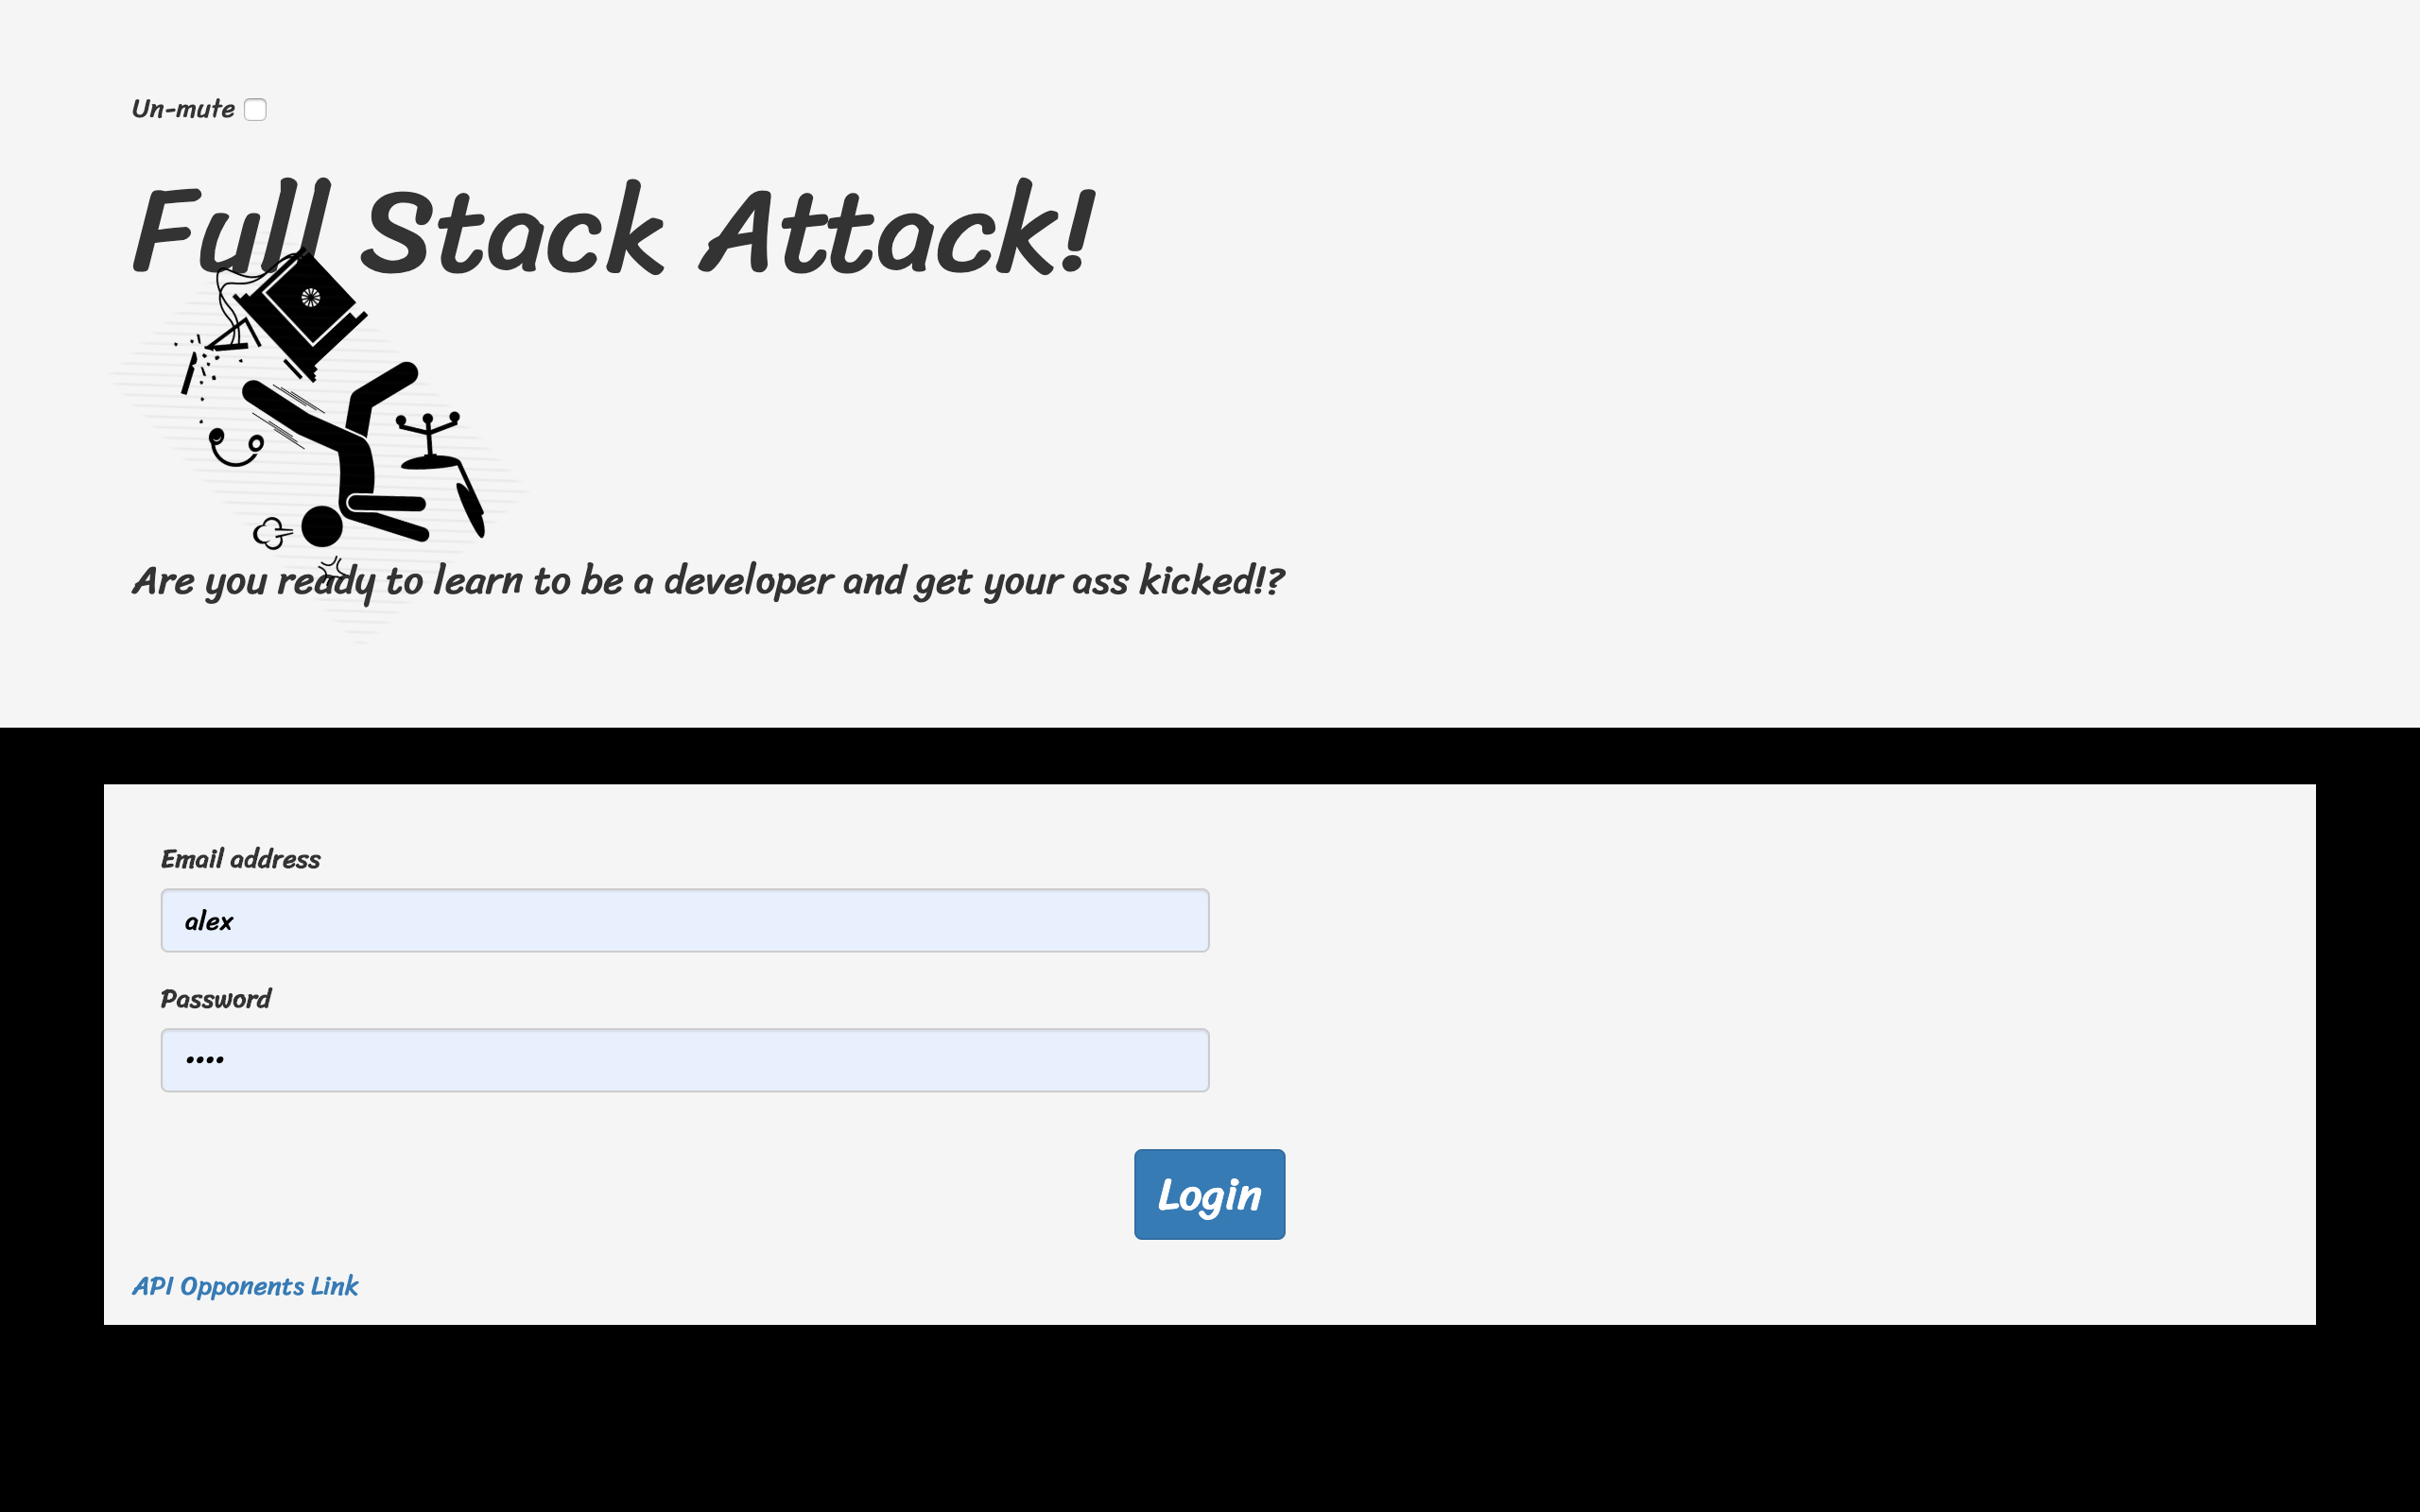 Un-mute
Full Stack Attack!
Are you ready to learn to be a developer and get your ass kicked!?
Email address
alex
Password
••••
Login
API Opponents Link